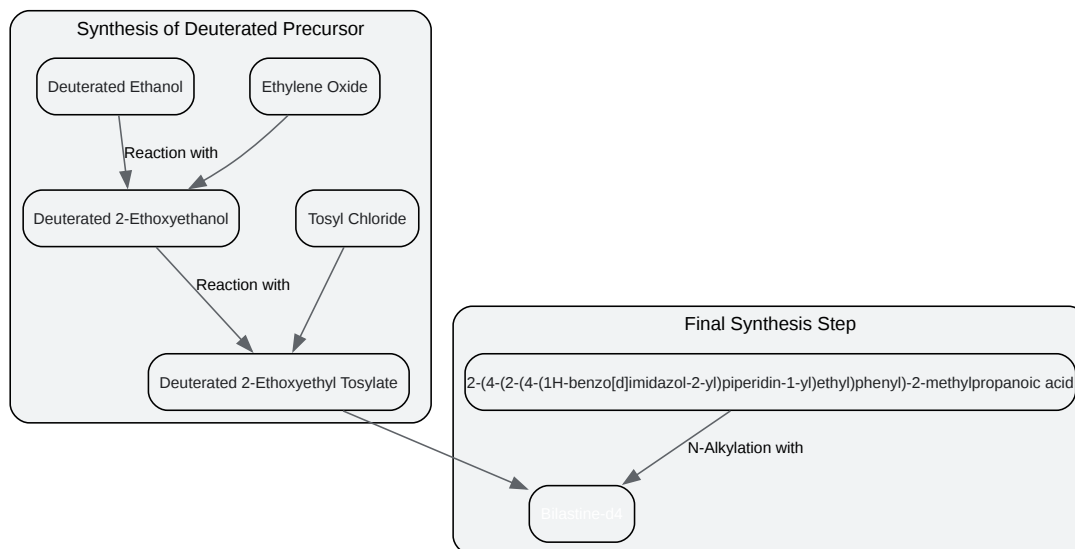 Synthesis of Deuterated Precursor
Deuterated Ethanol
Ethylene Oxide
Reaction with
Deuterated 2-Ethoxyethanol
Tosyl Chloride
Reaction with
Deuterated 2-Ethoxyethyl Tosylate
Final Synthesis Step
2-(4-(2-(4-(1H-benzo[d]imidazol-2-yl)piperidin-1-yl)ethyl)phenyl)-2-methylpropanoic acid
N-Alkylation with
Bilastine-d4